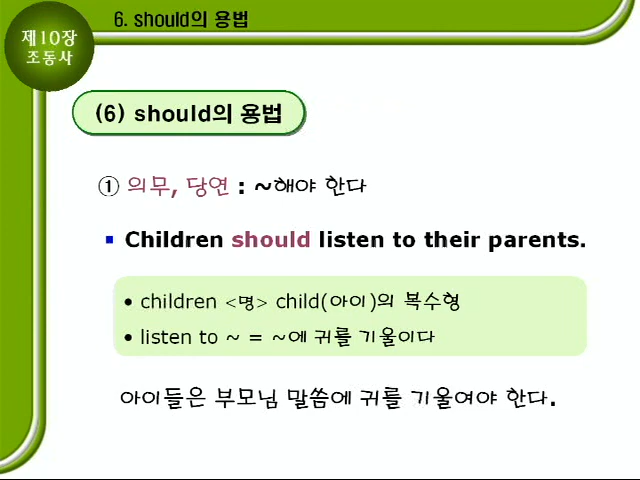 6. should의 용법
제10장
조동사
(6) should의 용법
① 의무, 당연 : ~해야 한다
▪ Children should listen to their parents.
• children <명> child(아이)의 복수형
• listen to ~ = ~에 귀를 기울이다
아이들은 부모님 말씀에 귀를 기울여야 한다.